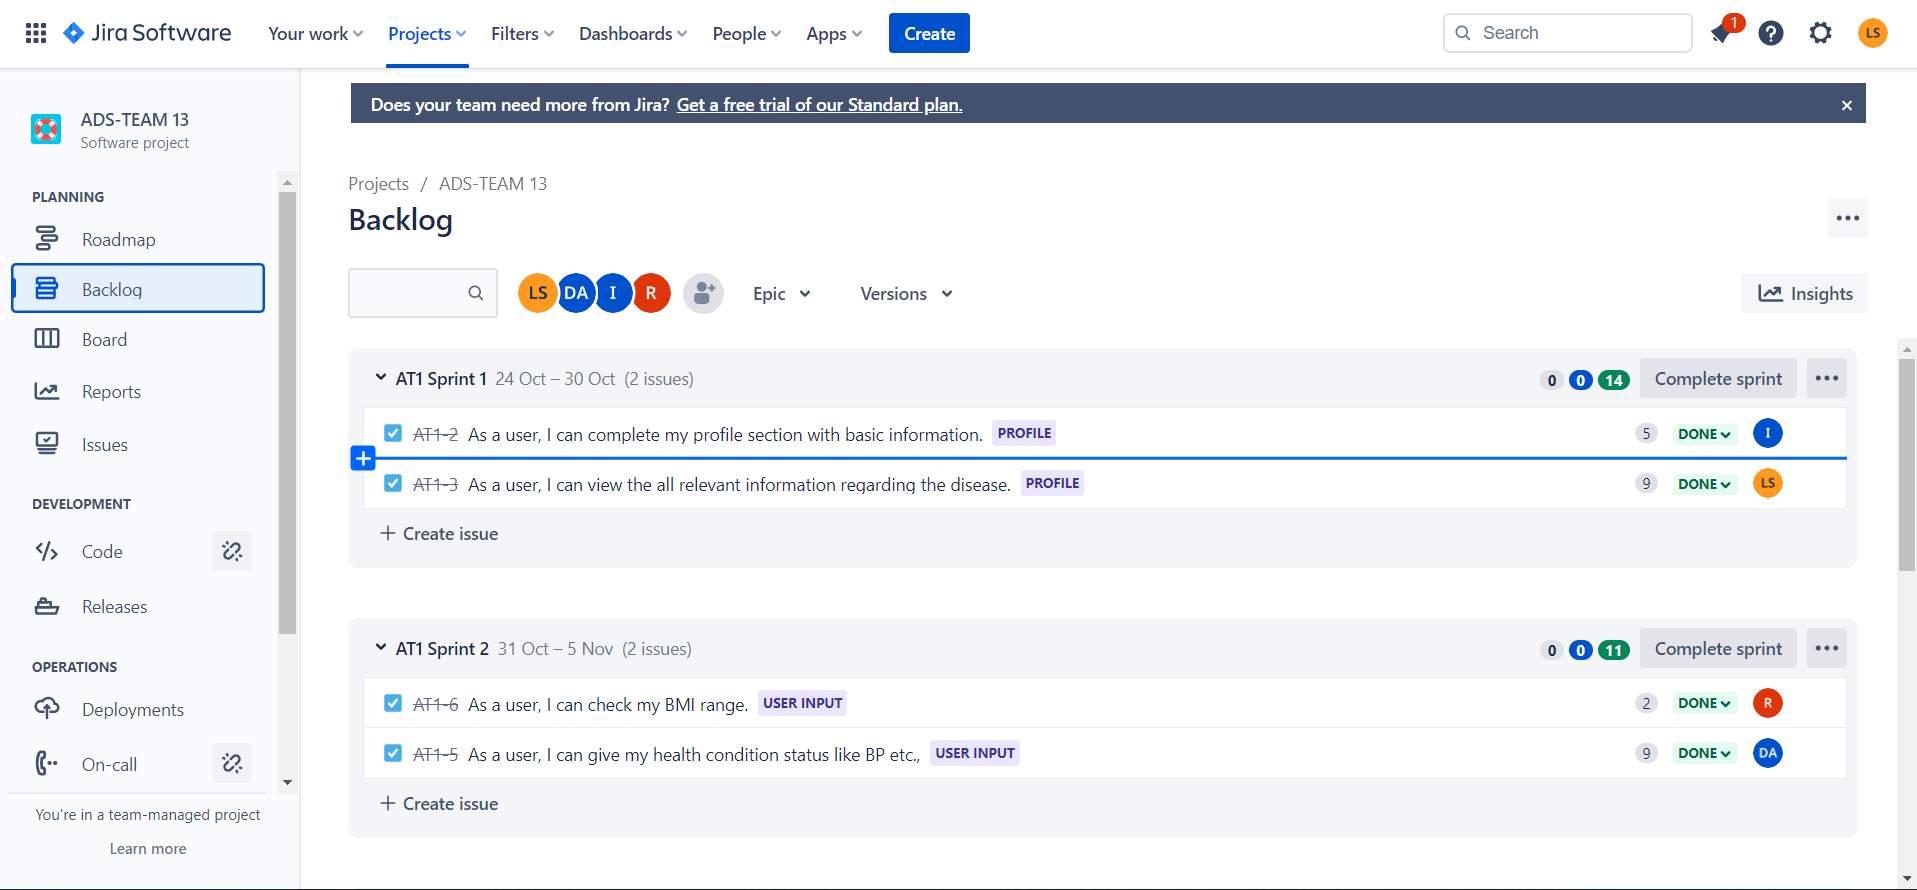 Jira Software Your work Projects Filters Dashboards People Apps Create Search 1 LS
Does your team need more from Jira? Get a free trial of our Standard plan.
ADS-TEAM 13
Software project
PLANNING
Roadmap
Backlog
Board
Reports
Issues
DEVELOPMENT
Code
Releases
OPERATIONS
Deployments
On-call
You're in a team-managed project
Learn more
Projects / ADS-TEAM 13
Backlog
LS DA I R Epic Versions Insights
AT1 Sprint 1 24 Oct – 30 Oct (2 issues) 0 0 14 Complete sprint
AT1-2 As a user, I can complete my profile section with basic information. PROFILE 5 DONE I
AT1-3 As a user, I can view the all relevant information regarding the disease. PROFILE 9 DONE LS
+ Create issue
AT1 Sprint 2 31 Oct – 5 Nov (2 issues) 0 0 11 Complete sprint
AT1-6 As a user, I can check my BMI range. USER INPUT 2 DONE R
AT1-5 As a user, I can give my health condition status like BP etc., USER INPUT 9 DONE DA
+ Create issue